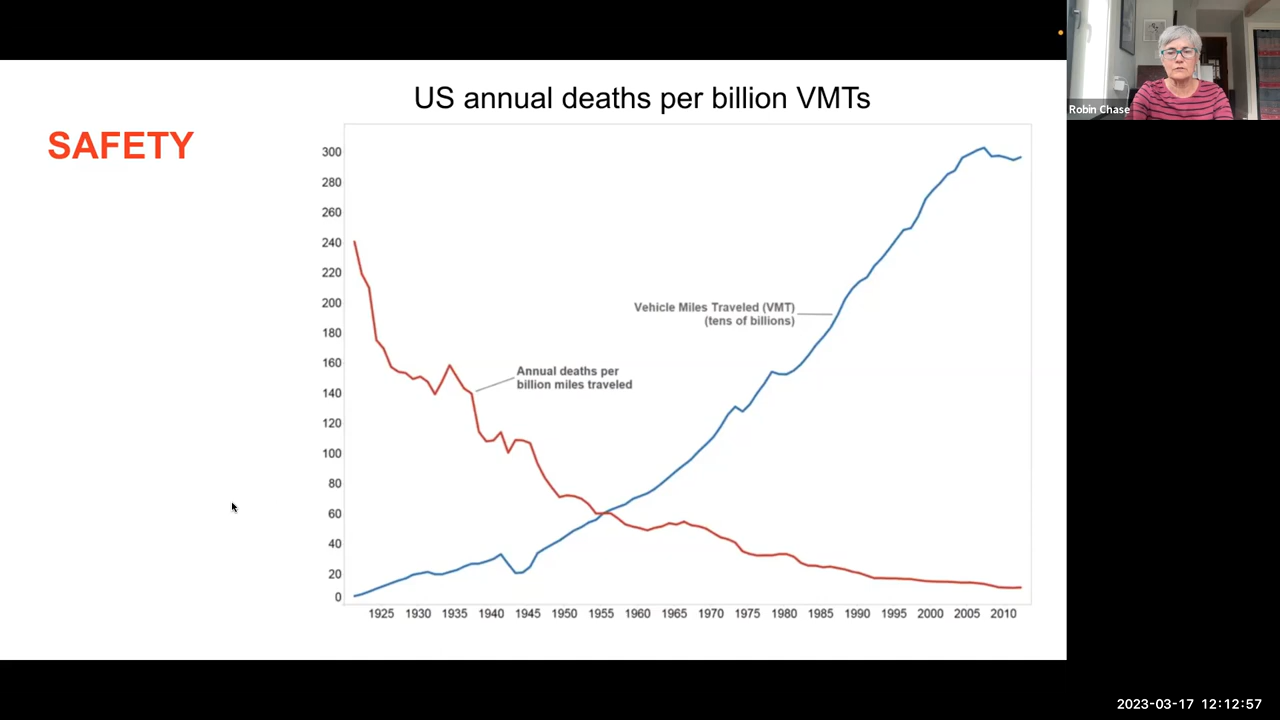 US annual deaths per billion VMTs
SAFETY
300
280
260
240
220
200
180
160
140
120
100
80
60
40
20
0
Vehicle Miles Traveled (VMT)
(tens of billions)
Annual deaths per
billion miles traveled
1925 1930 1935 1940 1945 1950 1955 1960 1965 1970 1975 1980 1985 1990 1995 2000 2005 2010
Robin Chase
2023-03-17 12:12:57